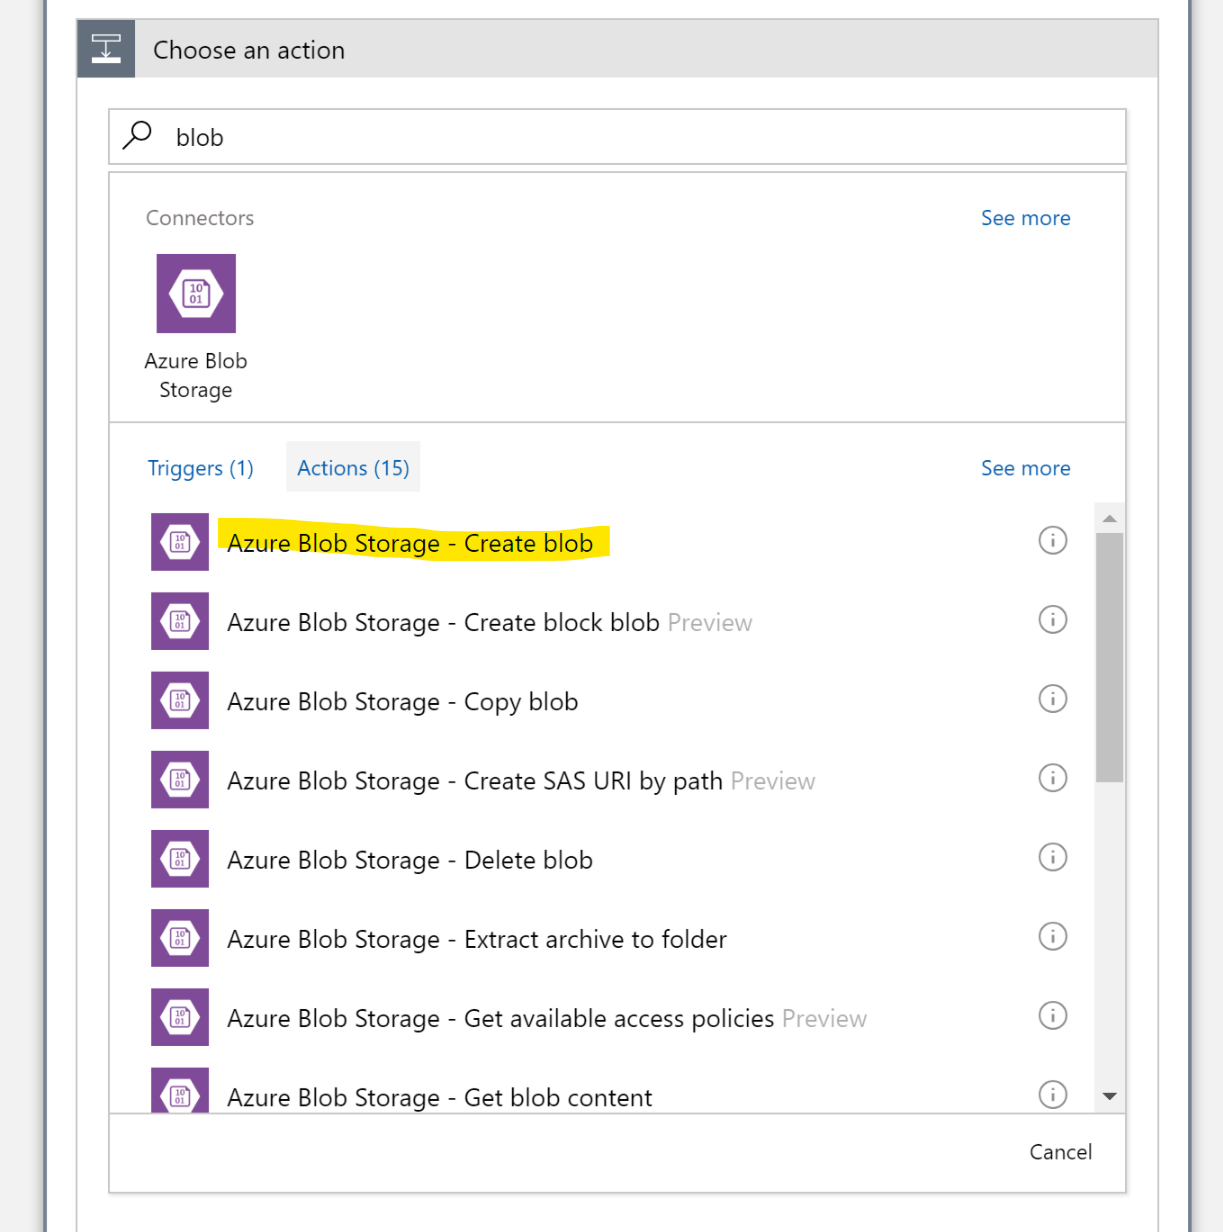 Choose an action
blob
Connectors
See more
10
01
Azure Blob
Storage
Triggers (1)
Actions (15)
See more
10
01
Azure Blob Storage - Create blob
10
01
Azure Blob Storage - Create block blob Preview
10
01
Azure Blob Storage - Copy blob
10
01
Azure Blob Storage - Create SAS URI by path Preview
10
01
Azure Blob Storage - Delete blob
10
01
Azure Blob Storage - Extract archive to folder
10
01
Azure Blob Storage - Get available access policies Preview
10
01
Azure Blob Storage - Get blob content
Cancel